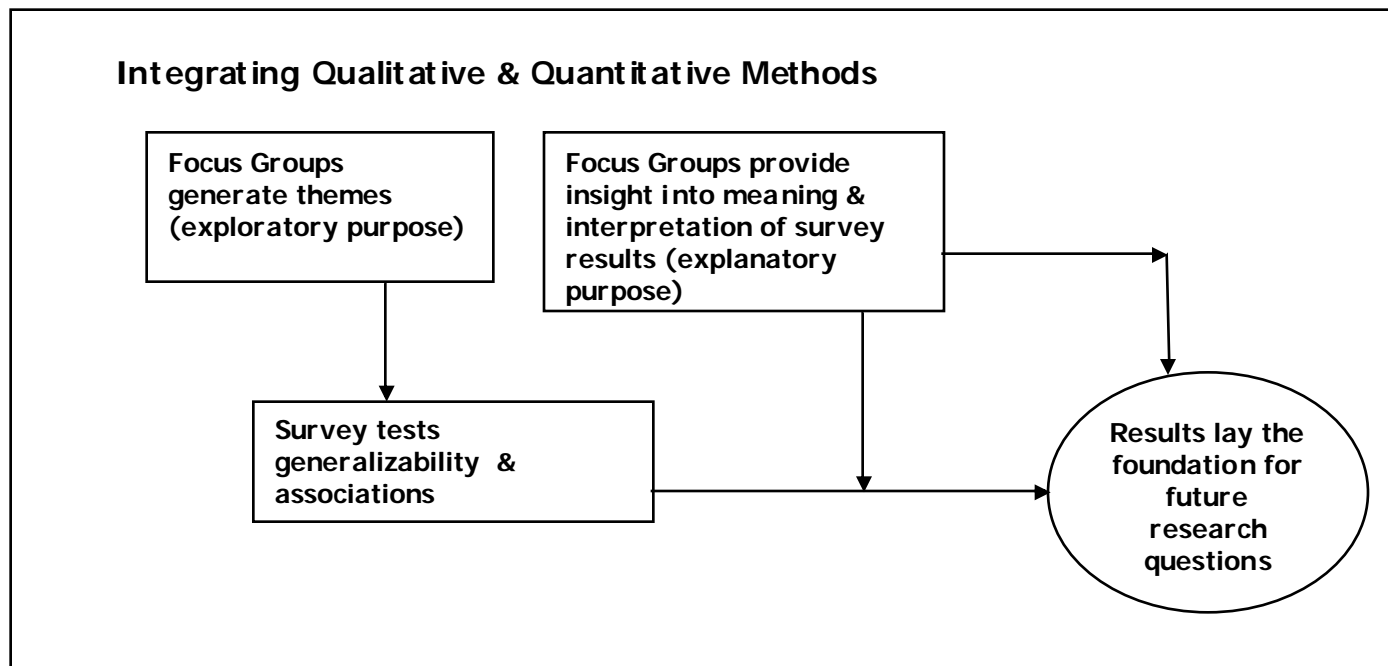 Integrating Qualitative & Quantitative Methods
Focus Groups
generate themes
(exploratory purpose)
Focus Groups provide
insight into meaning &
interpretation of survey
results (explanatory
purpose)
Survey tests
generalizability &
associations
Results lay the
foundation for
future
research
questions